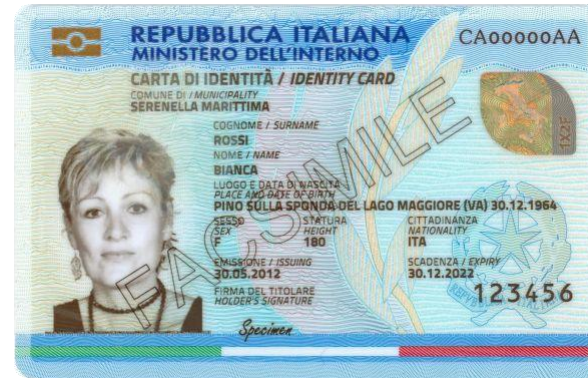 REPUBBLICA ITALIANA
MINISTERO DELL'INTERNO
CA00000AA
CARTA DI IDENTITÀ / IDENTITY CARD
COMUNE DI / MUNICIPALITY
SERENELLA MARITTIMA
COGNOME / SURNAME
ROSSI
NOME / NAME
BIANCA
LUOGO E DATA DI NASCITA
PLACE AND DATE OF BIRTH
PINO SULLA SPONDA DEL LAGO MAGGIORE (VA) 30.12.1964
SESSO STATURA CITTADINANZA
SEX HEIGHT NATIONALITY
F 180 ITA
EMISSIONE / ISSUING SCADENZA / EXPIRY
30.05.2012 30.12.2022
FIRMA DEL TITOLARE
HOLDER'S SIGNATURE
123456
Specimen
FACSIMILE
1X2F